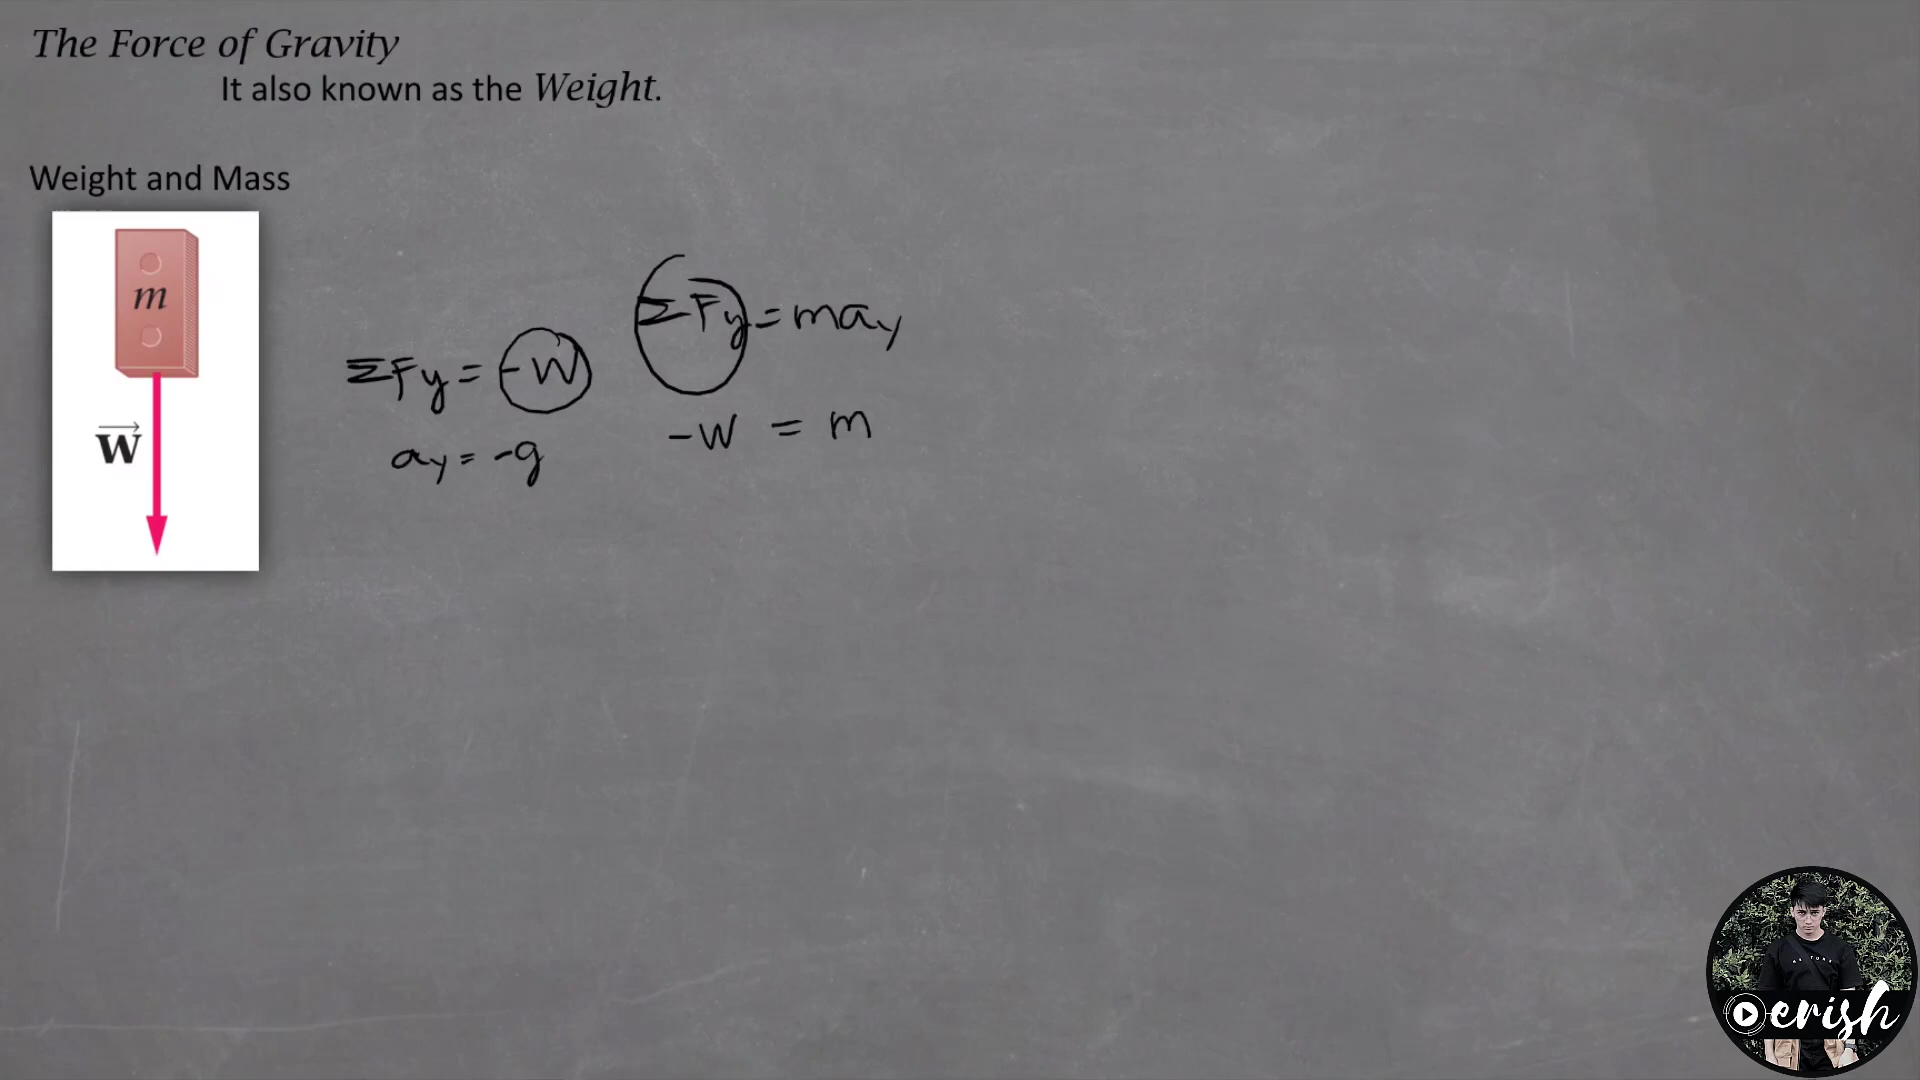 The Force of Gravity
It also known as the Weight.
Weight and Mass
m
W
ΣFy = -W
ay = -g
ΣFy = may
-W = m
erish